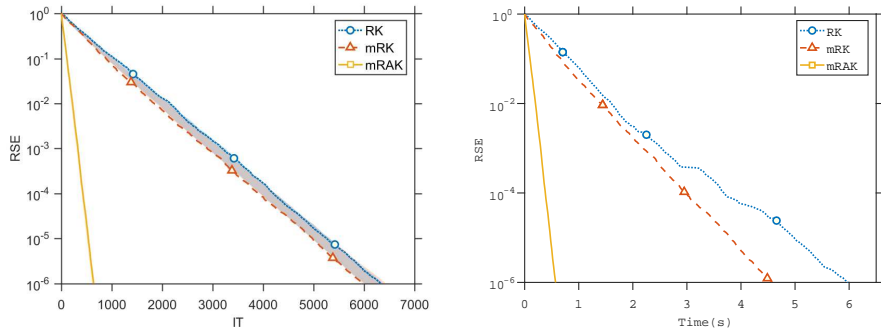 RSE
10^0
10^-1
10^-2
10^-3
10^-4
10^-5
10^-6
0 1000 2000 3000 4000 5000 6000 7000
IT
RK
mRK
mRAK
RSE
10^0
10^-2
10^-4
10^-6
0 1 2 3 4 5 6
Time(s)
RK
mRK
mRAK